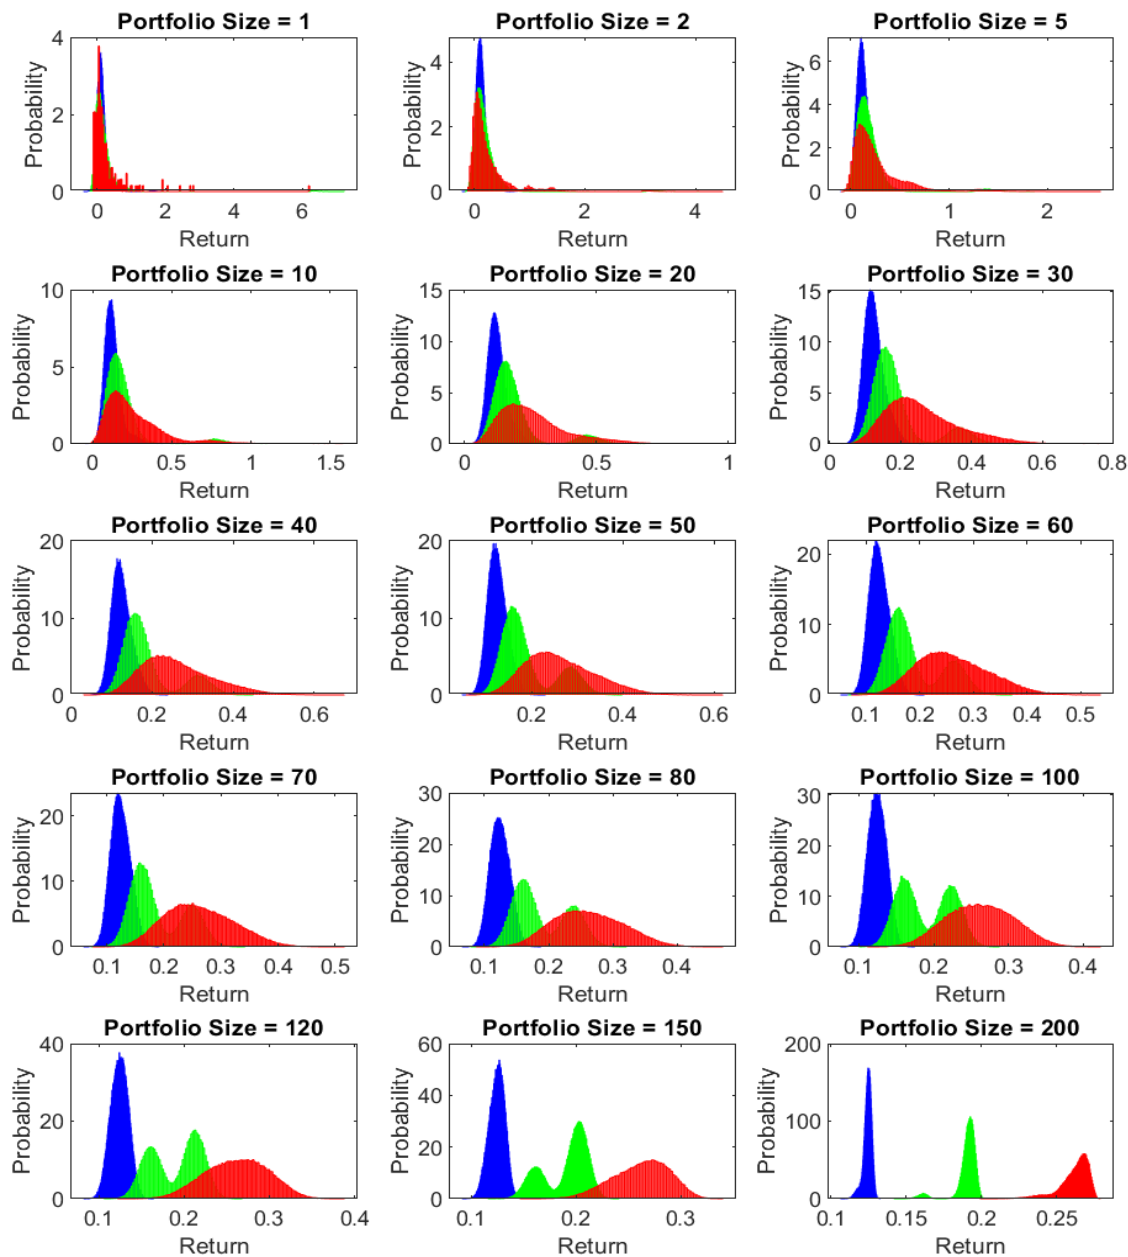 Portfolio Size = 1
4
2
0
Probability
0 2 4 6
Return
Portfolio Size = 2
4
2
0
Probability
0 2 4
Return
Portfolio Size = 5
6
4
2
0
Probability
0 1 2
Return
Portfolio Size = 10
10
5
0
Probability
0 0.5 1 1.5
Return
Portfolio Size = 20
15
10
5
0
Probability
0 0.5 1
Return
Portfolio Size = 30
15
10
5
0
Probability
0 0.2 0.4 0.6 0.8
Return
Portfolio Size = 40
20
10
0
Probability
0 0.2 0.4 0.6
Return
Portfolio Size = 50
20
10
0
Probability
0.2 0.4 0.6
Return
Portfolio Size = 60
20
10
0
Probability
0.1 0.2 0.3 0.4 0.5
Return
Portfolio Size = 70
20
10
0
Probability
0.1 0.2 0.3 0.4 0.5
Return
Portfolio Size = 80
30
20
10
0
Probability
0.1 0.2 0.3 0.4
Return
Portfolio Size = 100
30
20
10
0
Probability
0.1 0.2 0.3 0.4
Return
Portfolio Size = 120
40
20
0
Probability
0.1 0.2 0.3 0.4
Return
Portfolio Size = 150
60
40
20
0
Probability
0.1 0.2 0.3
Return
Portfolio Size = 200
200
100
0
Probability
0.1 0.15 0.2 0.25
Return